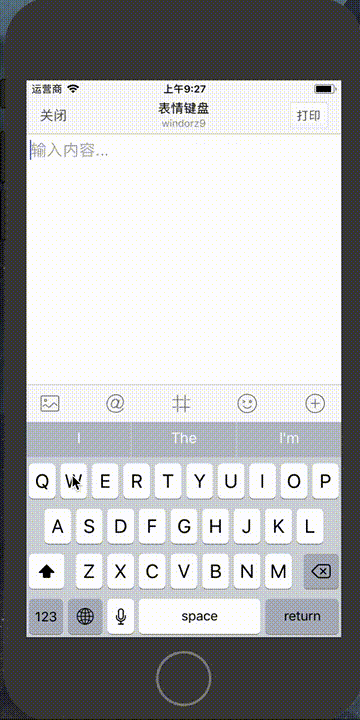 运营商 上午9:27
关闭 表情键盘 打印
windorz9
输入内容...
I The I'm
Q W E R T Y U I O P
A S D F G H J K L
Z X C V B N M
123 space return